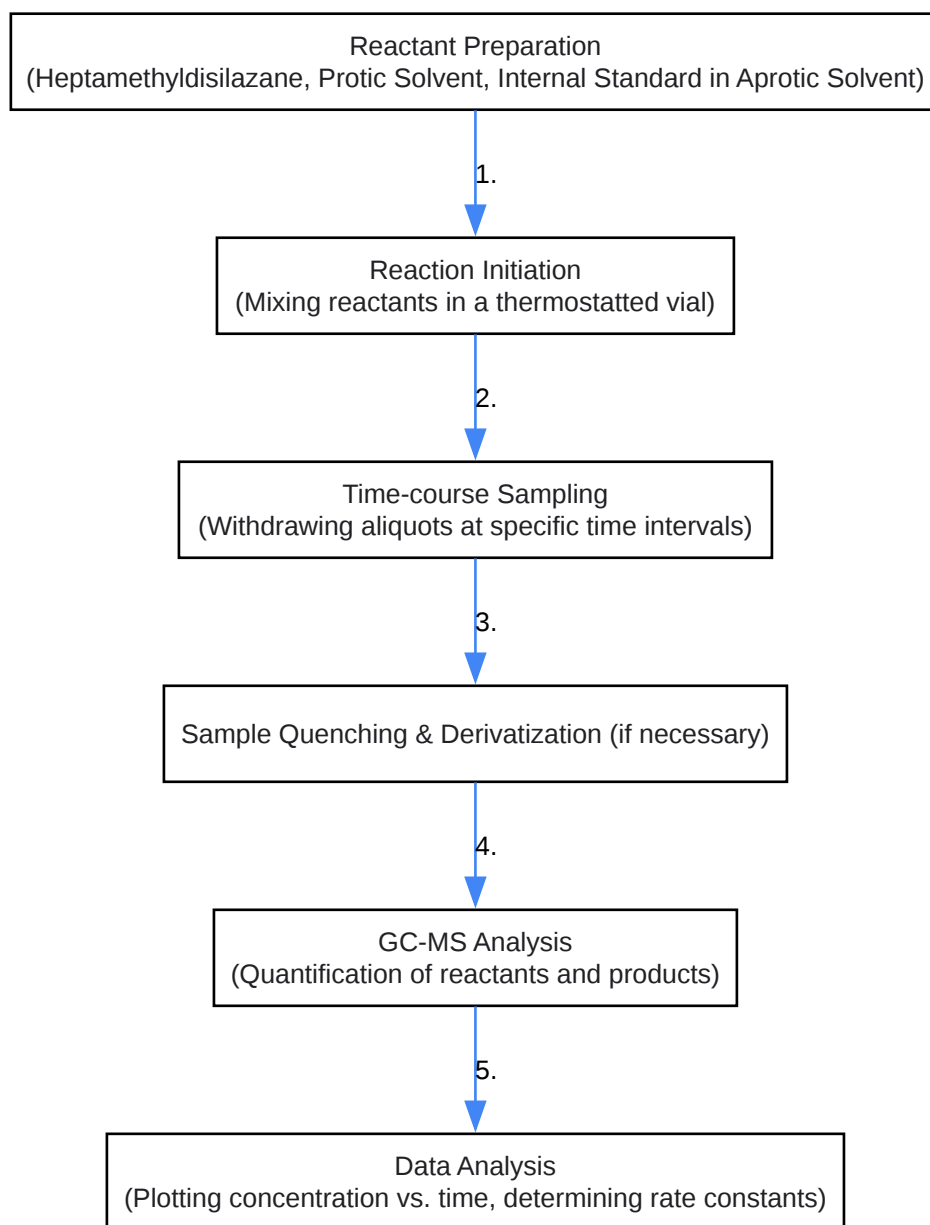 Reactant Preparation
(Heptamethyldisilazane, Protic Solvent, Internal Standard in Aprotic Solvent)
1.
Reaction Initiation
(Mixing reactants in a thermostatted vial)
2.
Time-course Sampling
(Withdrawing aliquots at specific time intervals)
3.
Sample Quenching & Derivatization (if necessary)
4.
GC-MS Analysis
(Quantification of reactants and products)
5.
Data Analysis
(Plotting concentration vs. time, determining rate constants)